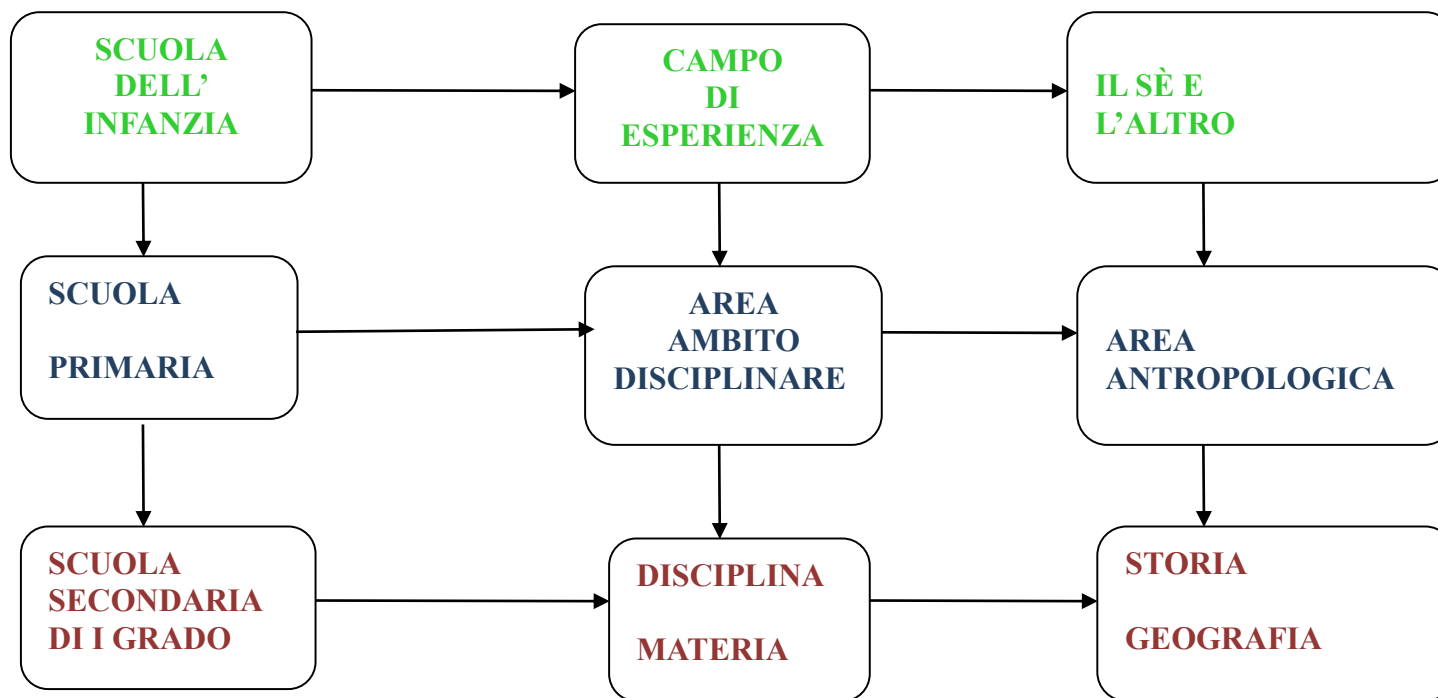 SCUOLA
DELL’
INFANZIA
CAMPO
DI
ESPERIENZA
IL SÈ E
L’ALTRO
SCUOLA
PRIMARIA
AREA
AMBITO
DISCIPLINARE
AREA
ANTROPOLOGICA
SCUOLA
SECONDARIA
DI I GRADO
DISCIPLINA
MATERIA
STORIA
GEOGRAFIA